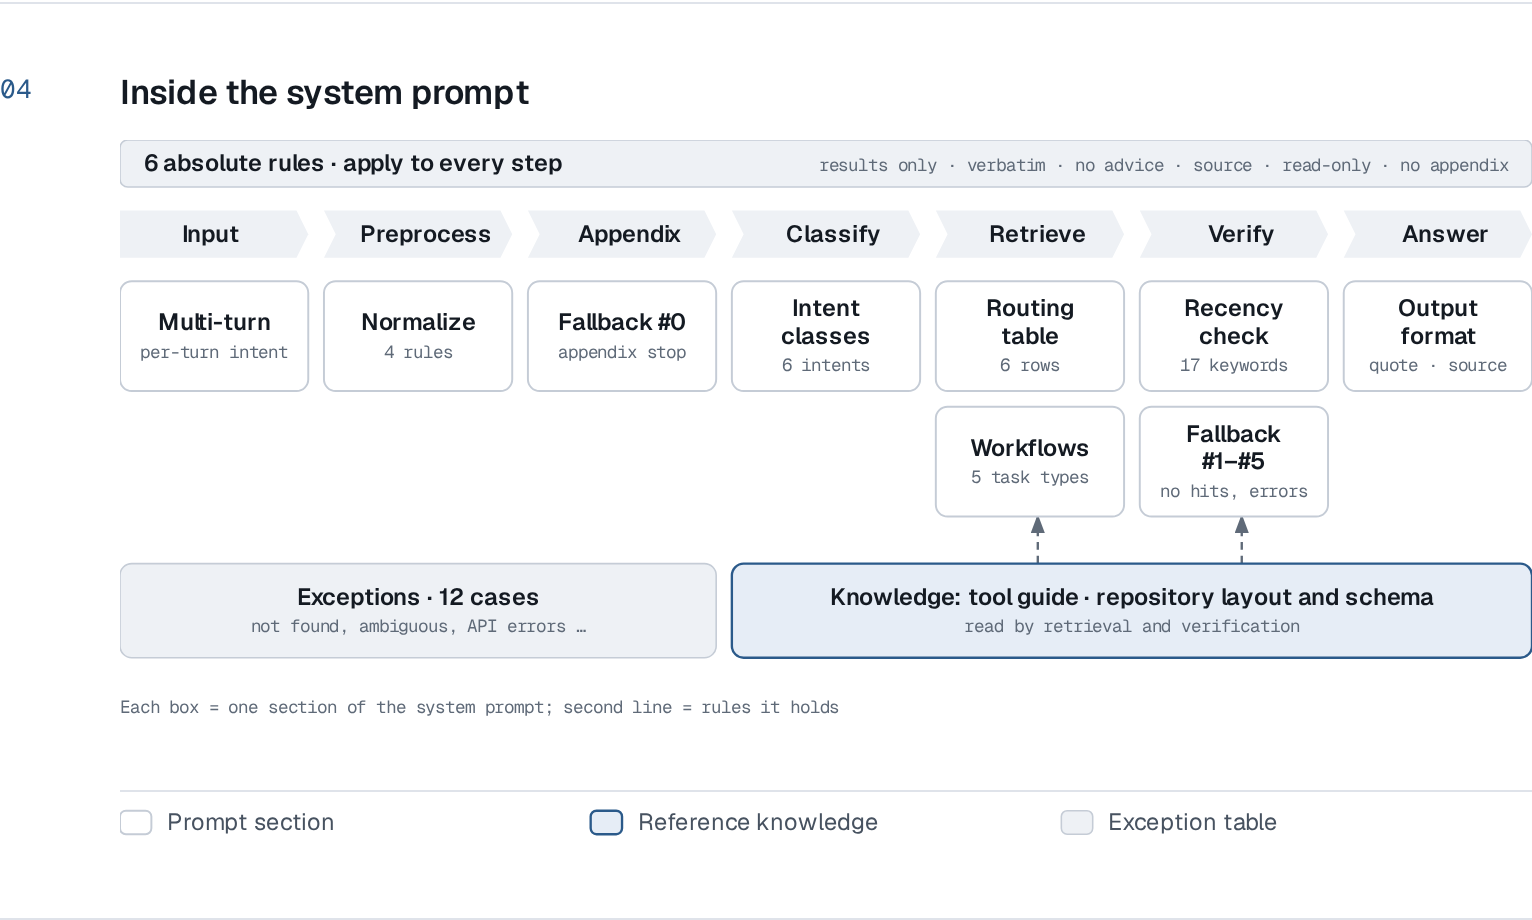 04
Inside the system prompt
6 absolute rules · apply to every step
results only · verbatim · no advice · source · read-only · no appendix
Input
Preprocess
Appendix
Classify
Retrieve
Verify
Answer
Multi-turn
per-turn intent
Normalize
4 rules
Fallback #0
appendix stop
Intent
classes
6 intents
Routing
table
6 rows
Recency
check
17 keywords
Output
format
quote · source
Workflows
5 task types
Fallback
#1–#5
no hits, errors
Exceptions · 12 cases
not found, ambiguous, API errors …
Knowledge: tool guide · repository layout and schema
read by retrieval and verification
Each box = one section of the system prompt; second line = rules it holds
Prompt section
Reference knowledge
Exception table